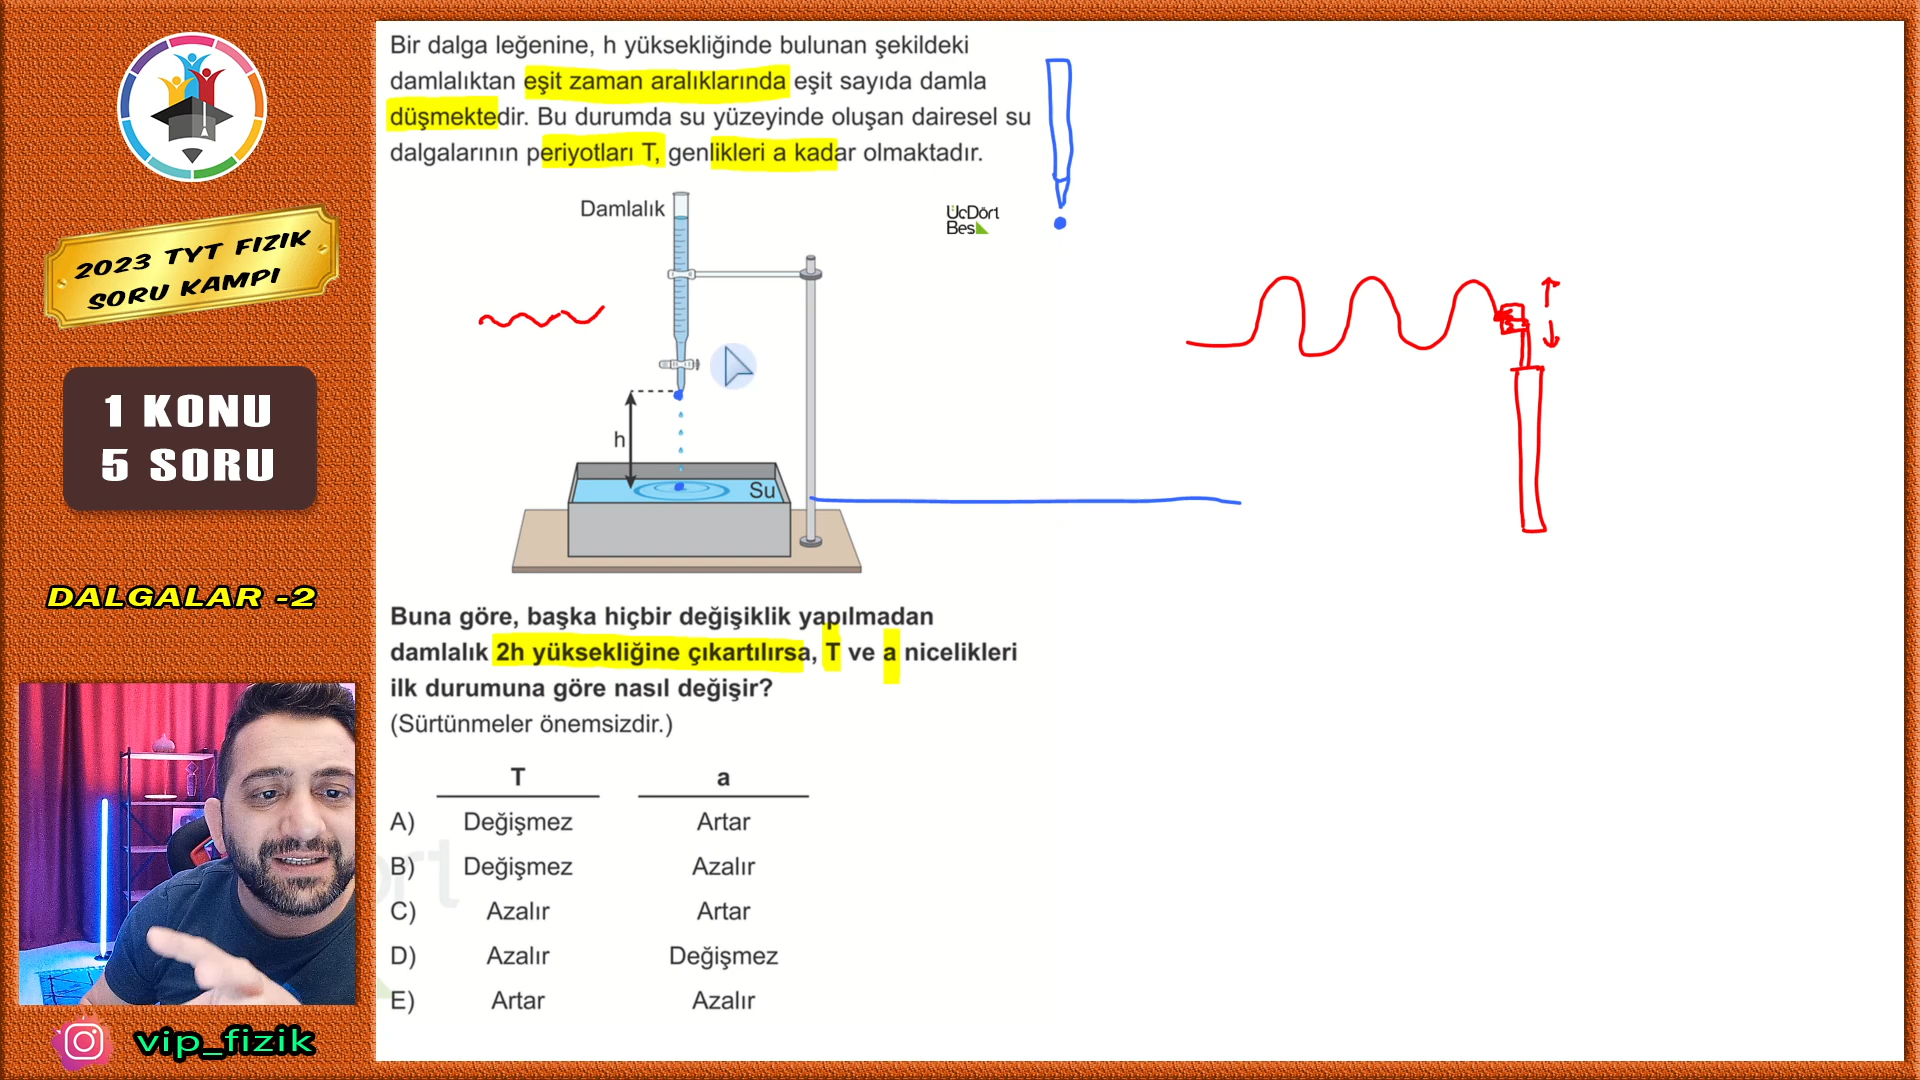 Bir dalga leğenine, h yüksekliğinde bulunan şekildeki
damlalıktan eşit zaman aralıklarında eşit sayıda damla
düşmektedir. Bu durumda su yüzeyinde oluşan dairesel su
dalgalarının periyotları T, genlikleri a kadar olmaktadır.
Damlalık
ÜçDört
Beş
h
Su
Buna göre, başka hiçbir değişiklik yapılmadan
damlalık 2h yüksekliğine çıkartılırsa, T ve a nicelikleri
ilk durumuna göre nasıl değişir?
(Sürtünmeler önemsizdir.)
T a
A) Değişmez Artar
B) Değişmez Azalır
C) Azalır Artar
D) Azalır Değişmez
E) Artar Azalır
2023 TYT FIZIK
SORU KAMPI
1 KONU
5 SORU
DALGALAR -2
vip_fizik